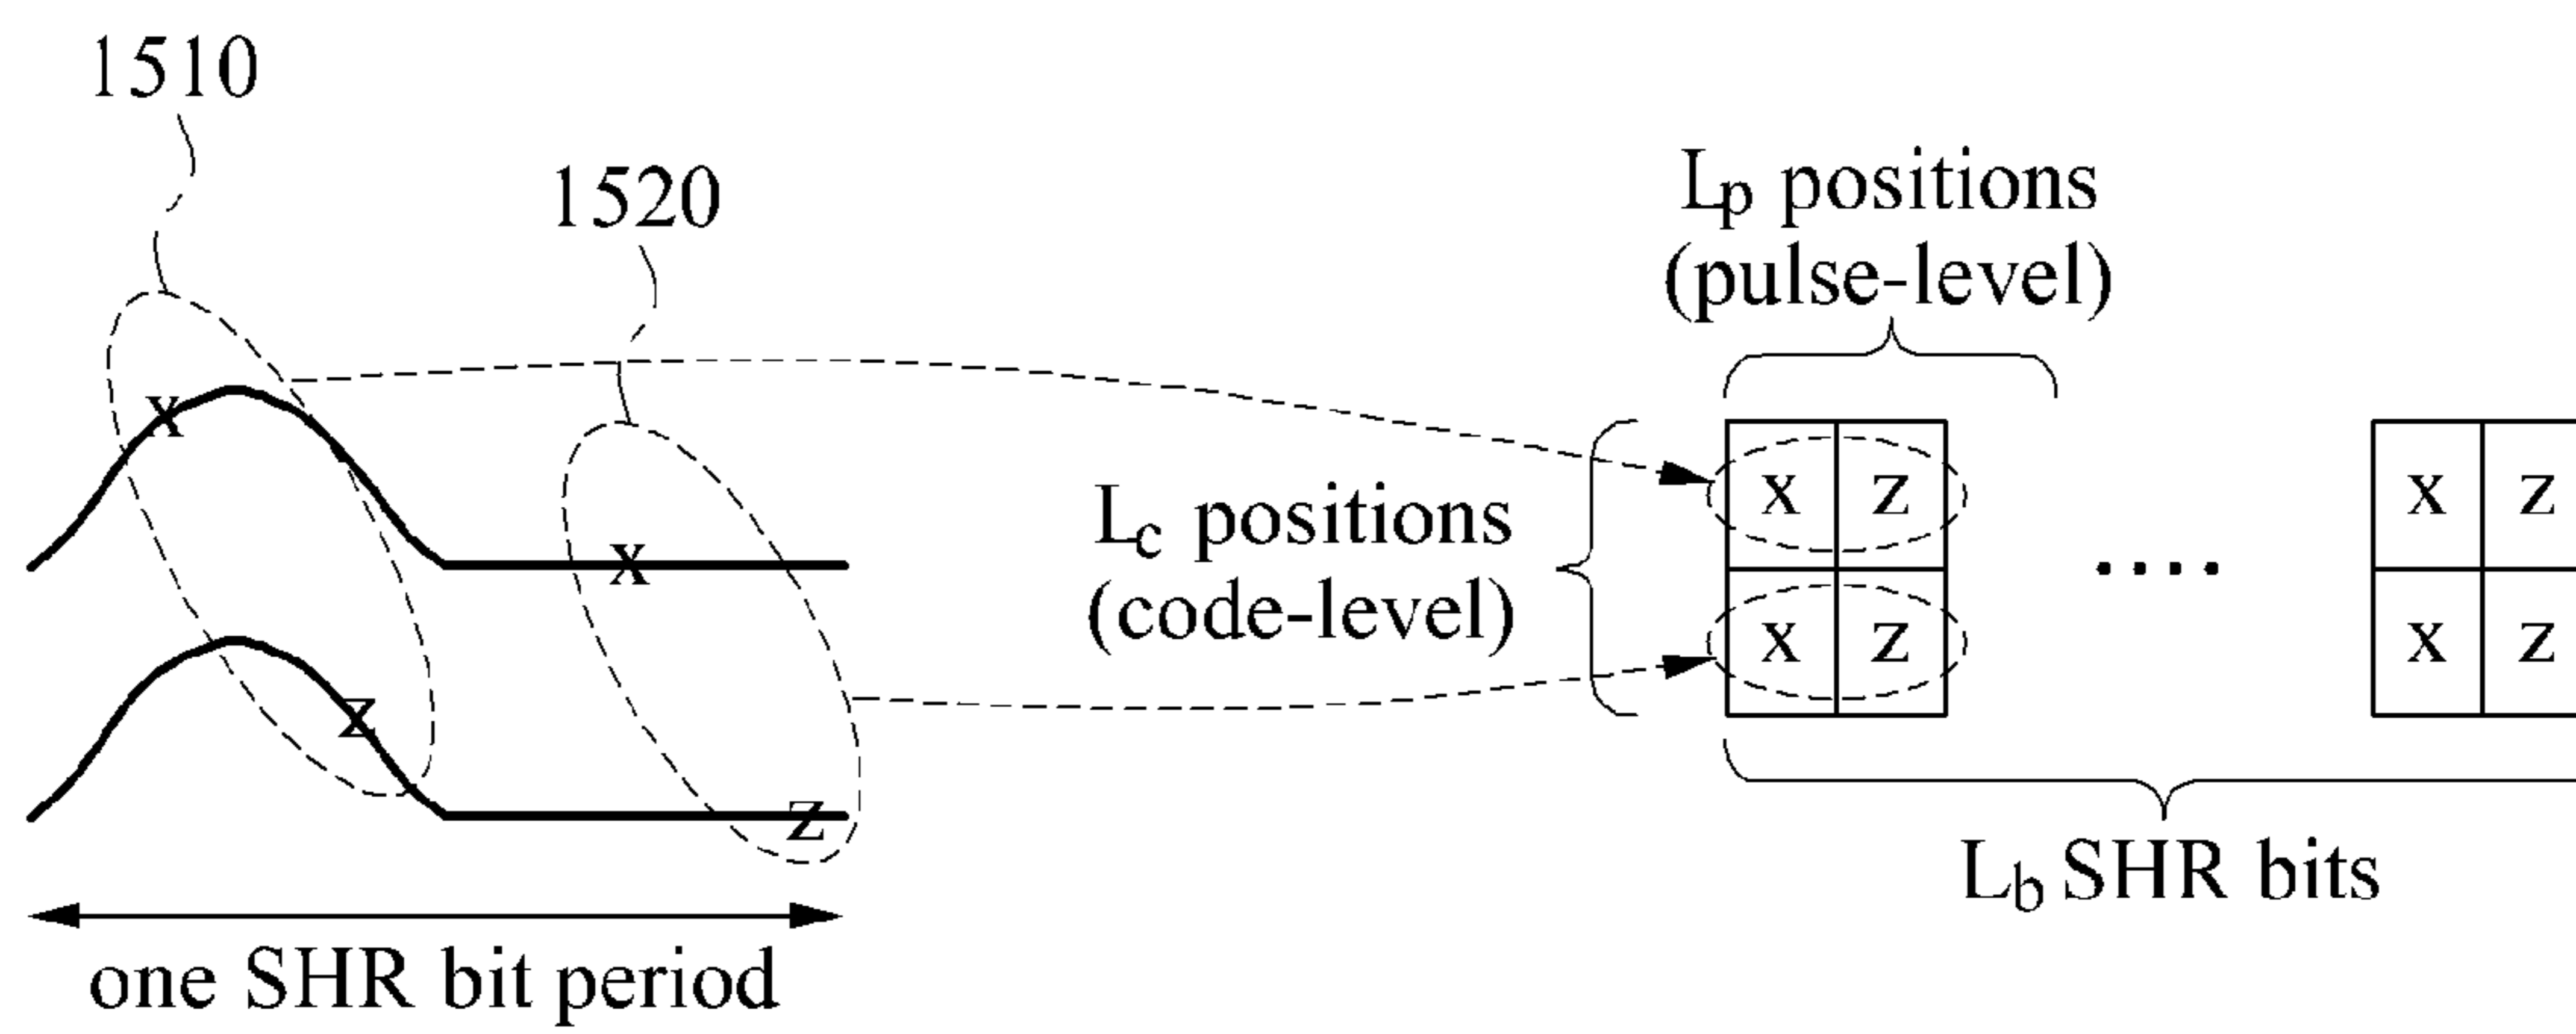 1510
1520
x
x
z
z
one SHR bit period
Lp positions
(pulse-level)
Lc positions
(code-level)
x z
x z
....
x z
x z
Lb SHR bits